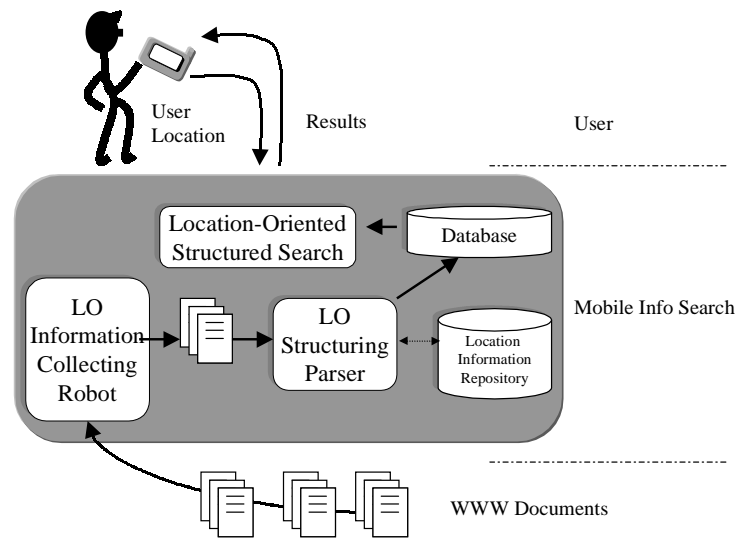 User
Location
Results
User
Location-Oriented
Structured Search
Database
LO
Information
Collecting
Robot
LO
Structuring
Parser
Location
Information
Repository
Mobile Info Search
WWW Documents